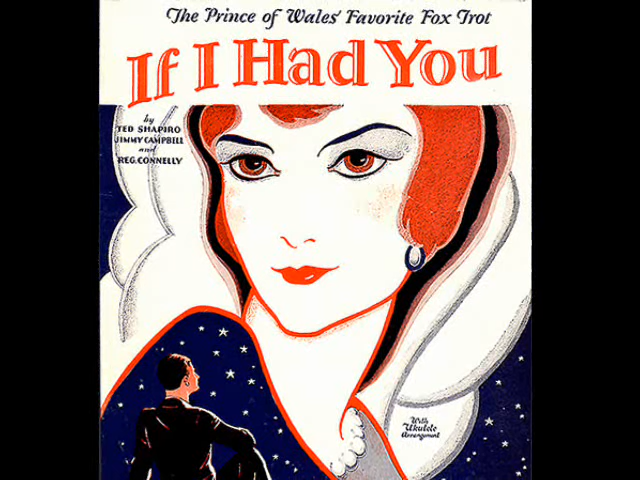 The Prince of Wales' Favorite Fox Trot
If I Had You
by
TED SHAPIRO
JIMMY CAMPBELL
and
REG. CONNELLY
With
Ukulele
Arrangement